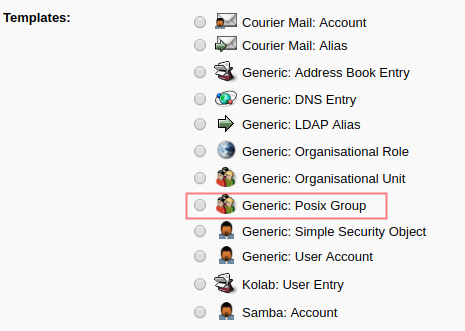 Templates:
Courier Mail: Account
Courier Mail: Alias
Generic: Address Book Entry
Generic: DNS Entry
Generic: LDAP Alias
Generic: Organisational Role
Generic: Organisational Unit
Generic: Posix Group
Generic: Simple Security Object
Generic: User Account
Kolab: User Entry
Samba: Account